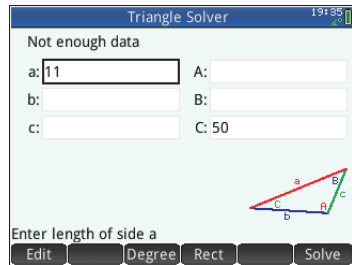 Triangle Solver 19:35
Not enough data
a: 11 A:
b: B:
c: C: 50
a B
c
C A
b
Enter length of side a
Edit Degree Rect Solve